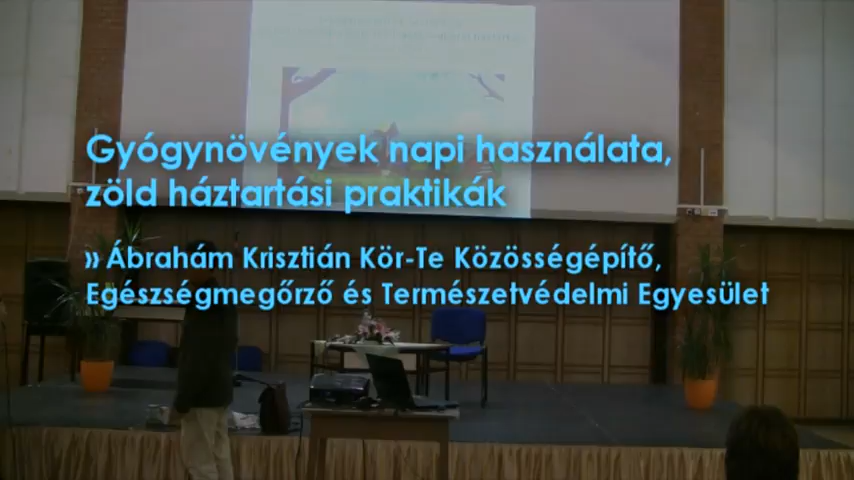 Gyógynövények napi használata,
zöld háztartási praktikák
» Ábrahám Krisztián Kör-Te Közösségépítő,
Egészségmegőrző és Természetvédelmi Egyesület